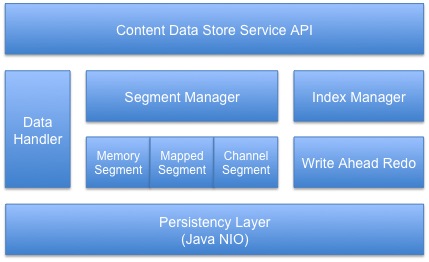 Content Data Store Service API
Data
Handler
Segment Manager
Index Manager
Memory
Segment
Mapped
Segment
Channel
Segment
Write Ahead Redo
Persistency Layer
(Java NIO)